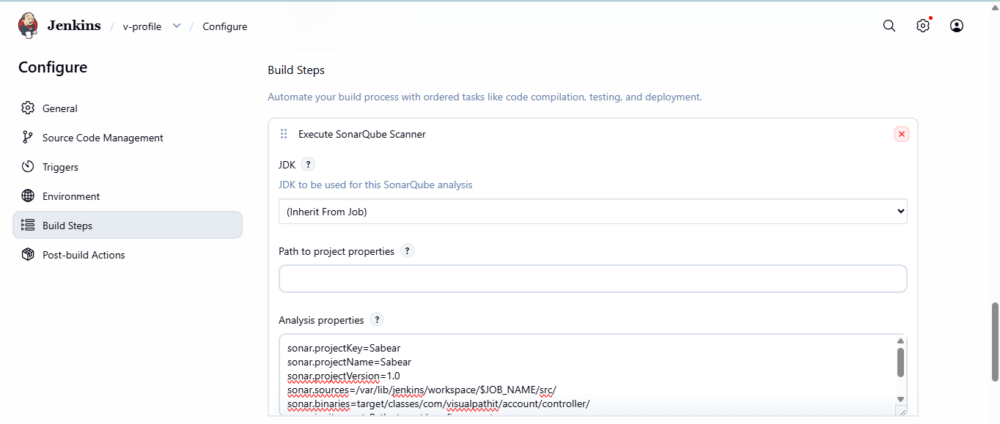 Jenkins / v-profile / Configure
Configure
General
Source Code Management
Triggers
Environment
Build Steps
Post-build Actions
Build Steps
Automate your build process with ordered tasks like code compilation, testing, and deployment.
Execute SonarQube Scanner
JDK ?
JDK to be used for this SonarQube analysis
(Inherit From Job)
Path to project properties ?
Analysis properties ?
sonar.projectKey=Sabear
sonar.projectName=Sabear
sonar.projectVersion=1.0
sonar.sources=/var/lib/jenkins/workspace/$JOB_NAME/src/
sonar.binaries=target/classes/com/visualpathit/account/controller/